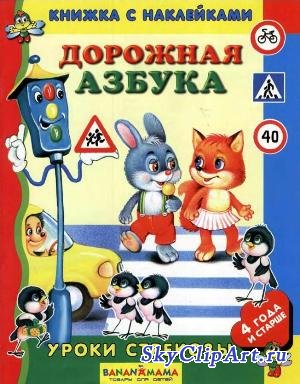 КНИЖКА С НАКЛЕЙКАМИ
ДОРОЖНАЯ
АЗБУКА
40
4 ГОДА
И СТАРШЕ
УРОКИ
BANANAMAMA
ТОВАРЫ ДЛЯ ДЕТЕЙ
www.SkyClipArt.ru